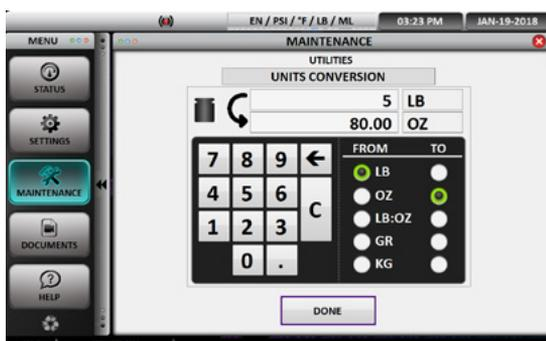 EN / PSI / °F / LB / ML 03:23 PM JAN-19-2018
MENU MAINTENANCE
UTILITIES
UNITS CONVERSION
STATUS
SETTINGS
MAINTENANCE
DOCUMENTS
HELP
5 LB
80.00 OZ
7 8 9 ←
4 5 6 C
1 2 3
0 .
FROM TO
LB
OZ
LB:OZ
GR
KG
DONE